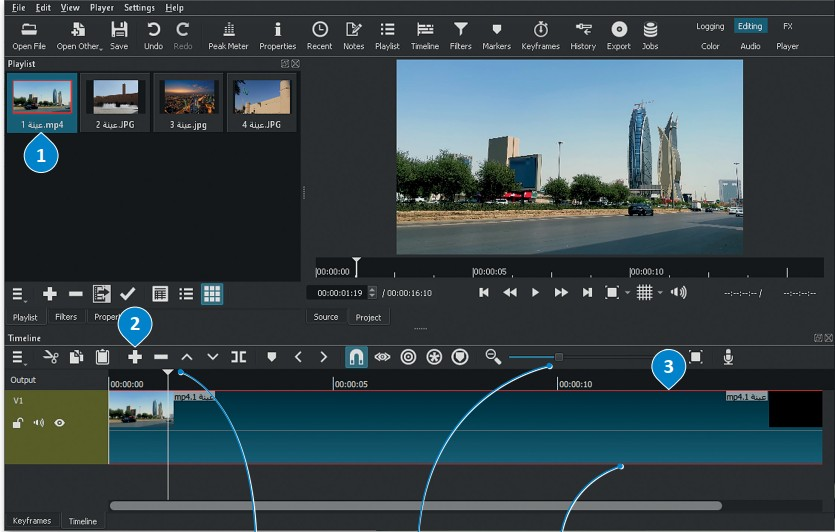 File Edit View Player Settings Help
Open File Open Other... Save Undo Redo Peak Meter Properties Recent Notes Playlist Timeline Filters Markers Keyframes History Export Jobs
Logging Editing FX
Color Audio Player
Playlist
عينة 1.mp4
عينة 2.JPG
عينة 3.jpg
عينة 4.JPG
1
|00:00:00 |00:00:05 |00:00:10
00:00:01:19 / 00:00:16:10 --:--:--:-- / --:--:--:--
Playlist Filters Proper
Source Project
2
Timeline
3
Output |00:00:00 |00:00:05 |00:00:10
V1
عينة 1.mp4 عينة 1.mp4
Keyframes Timeline